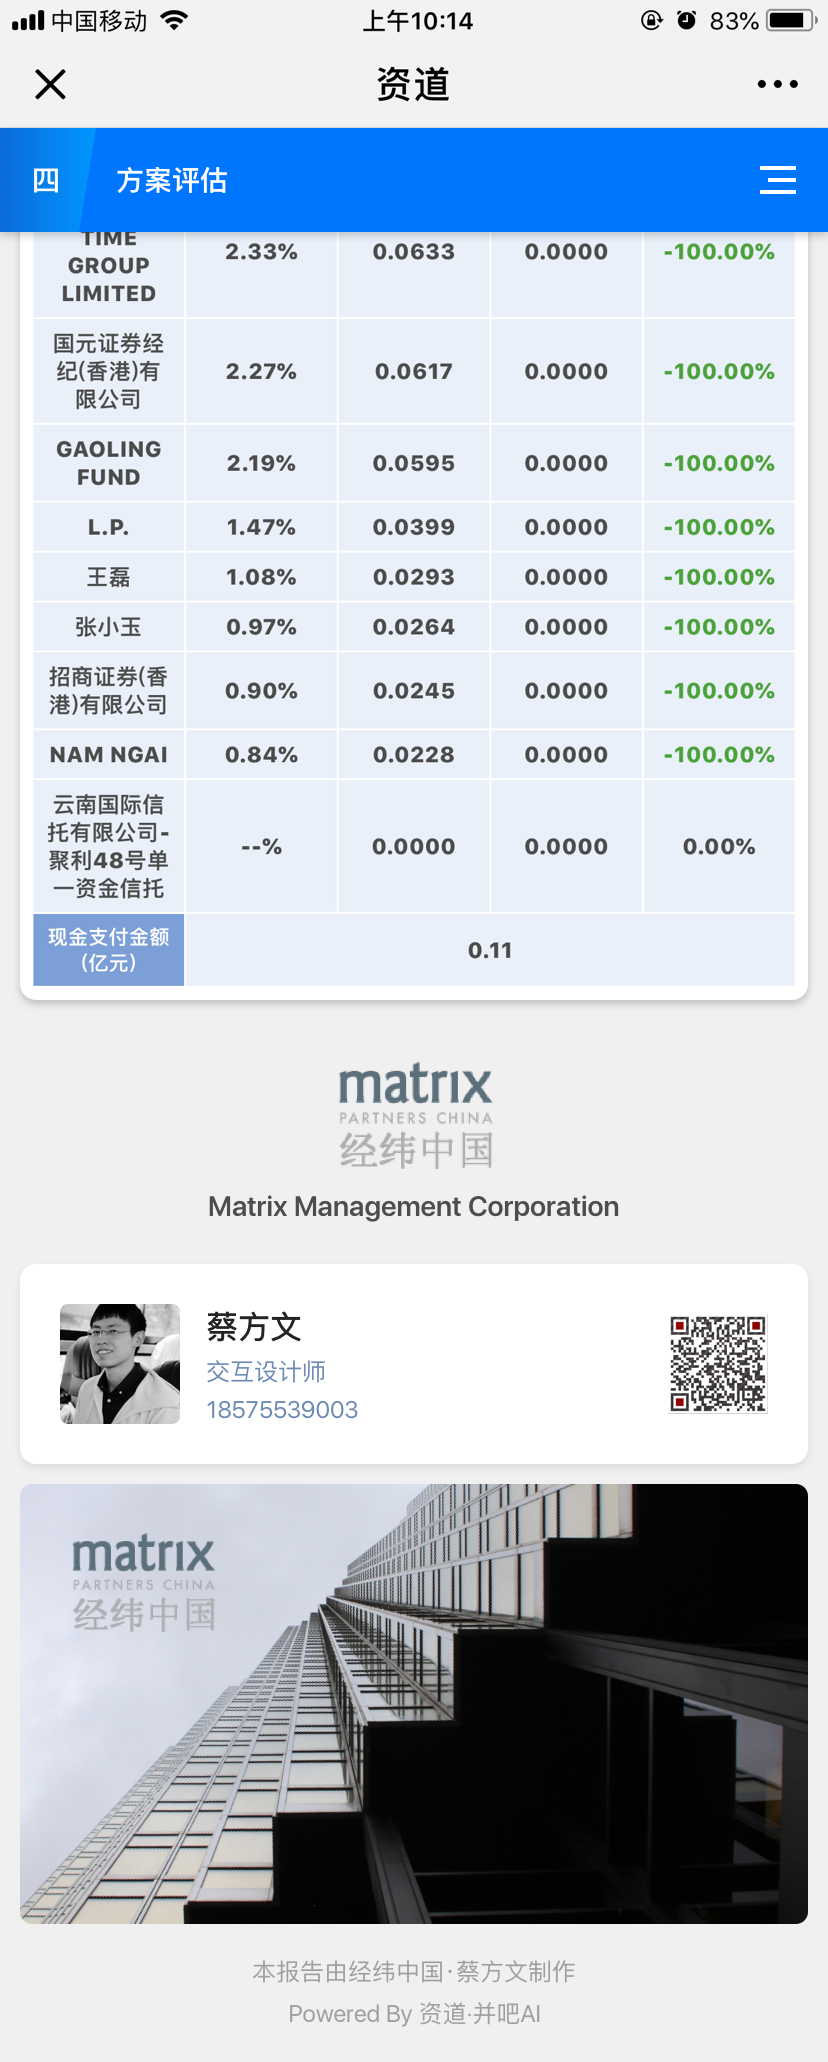 中国移动 上午10:14 83%
资道
四 方案评估
TIME
GROUP
LIMITED 2.33% 0.0633 0.0000 -100.00%
国元证券经
纪(香港)有
限公司 2.27% 0.0617 0.0000 -100.00%
GAOLING
FUND 2.19% 0.0595 0.0000 -100.00%
L.P. 1.47% 0.0399 0.0000 -100.00%
王磊 1.08% 0.0293 0.0000 -100.00%
张小玉 0.97% 0.0264 0.0000 -100.00%
招商证券(香
港)有限公司 0.90% 0.0245 0.0000 -100.00%
NAM NGAI 0.84% 0.0228 0.0000 -100.00%
云南国际信
托有限公司-
聚利48号单
一资金信托 --% 0.0000 0.0000 0.00%
现金支付金额
(亿元) 0.11
matrix
PARTNERS CHINA
经纬中国
Matrix Management Corporation
蔡方文
交互设计师
18575539003
matrix
PARTNERS CHINA
经纬中国
本报告由经纬中国·蔡方文制作
Powered By 资道·并吧AI